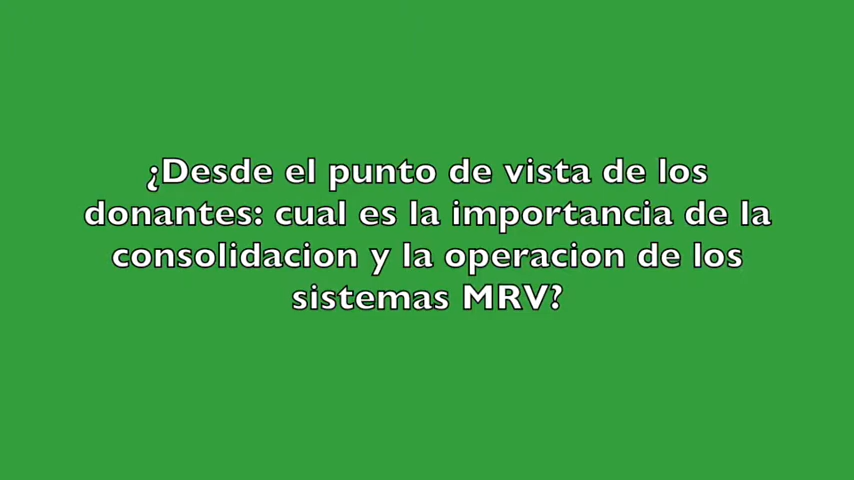 ¿Desde el punto de vista de los
donantes: cual es la importancia de la
consolidacion y la operacion de los
sistemas MRV?